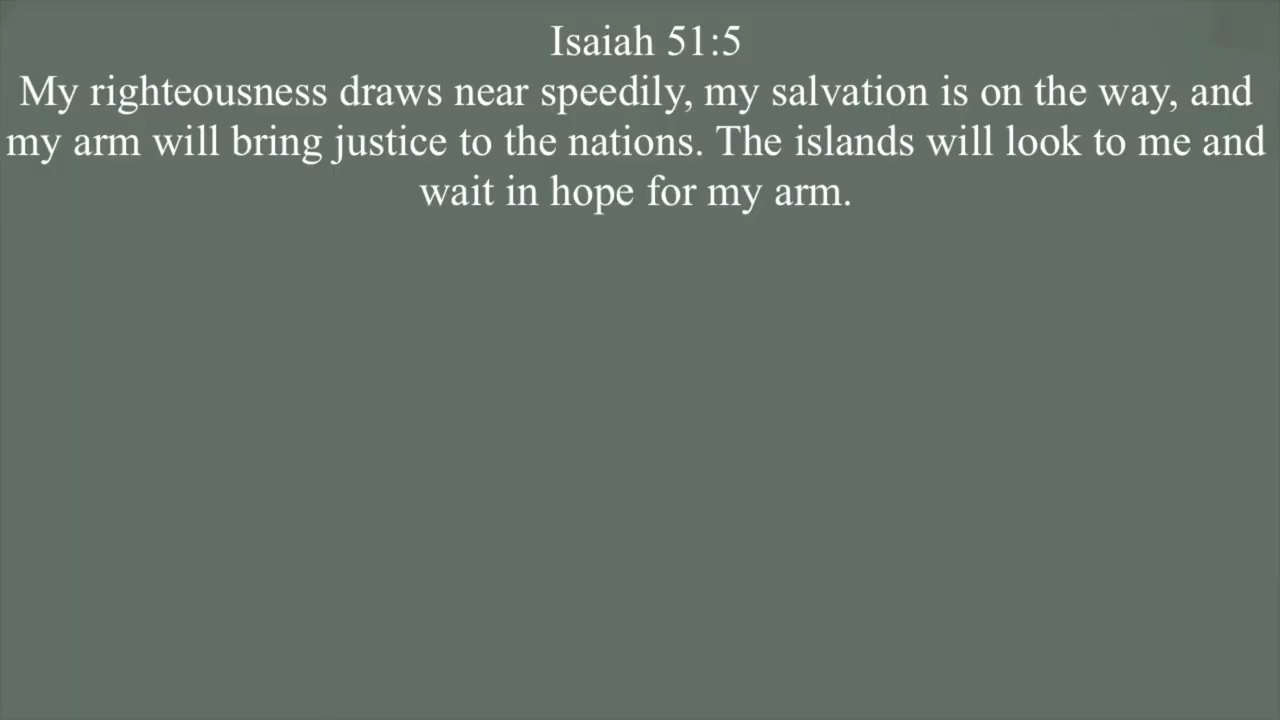 Isaiah 51:5
My righteousness draws near speedily, my salvation is on the way, and
my arm will bring justice to the nations. The islands will look to me and
wait in hope for my arm.